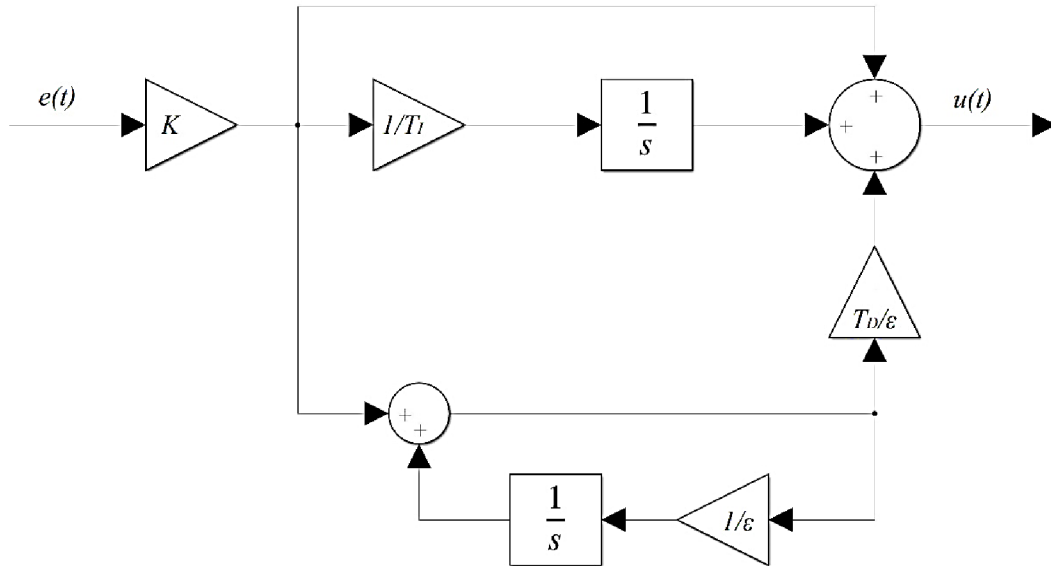 e(t)
K
1/T_I
1
s
+
+
+
u(t)
T_D/ε
+
+
1
s
1/ε